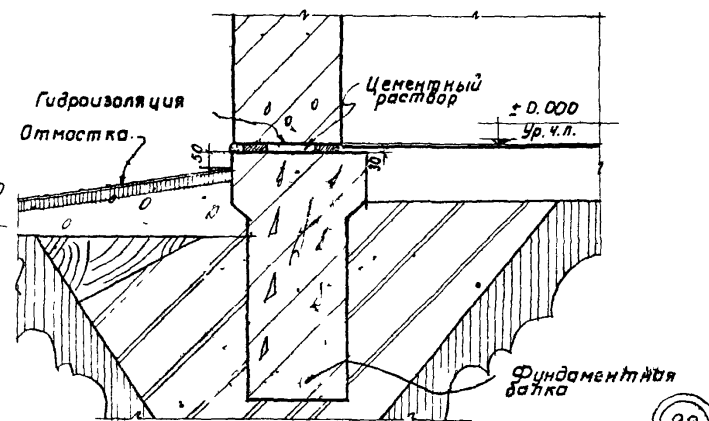 Гидроизоляция
Отмостка.
Цементный
раствор
± 0.000
Ур. ч.п.
50
30
Фундаментная
балка